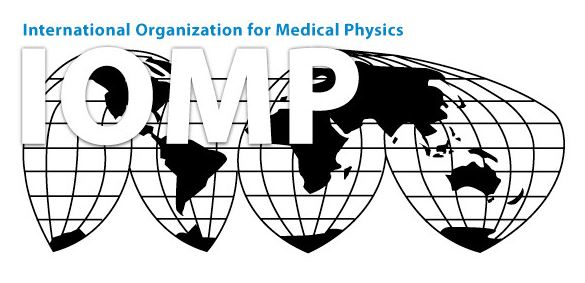 International Organization for Medical Physics
IOMP